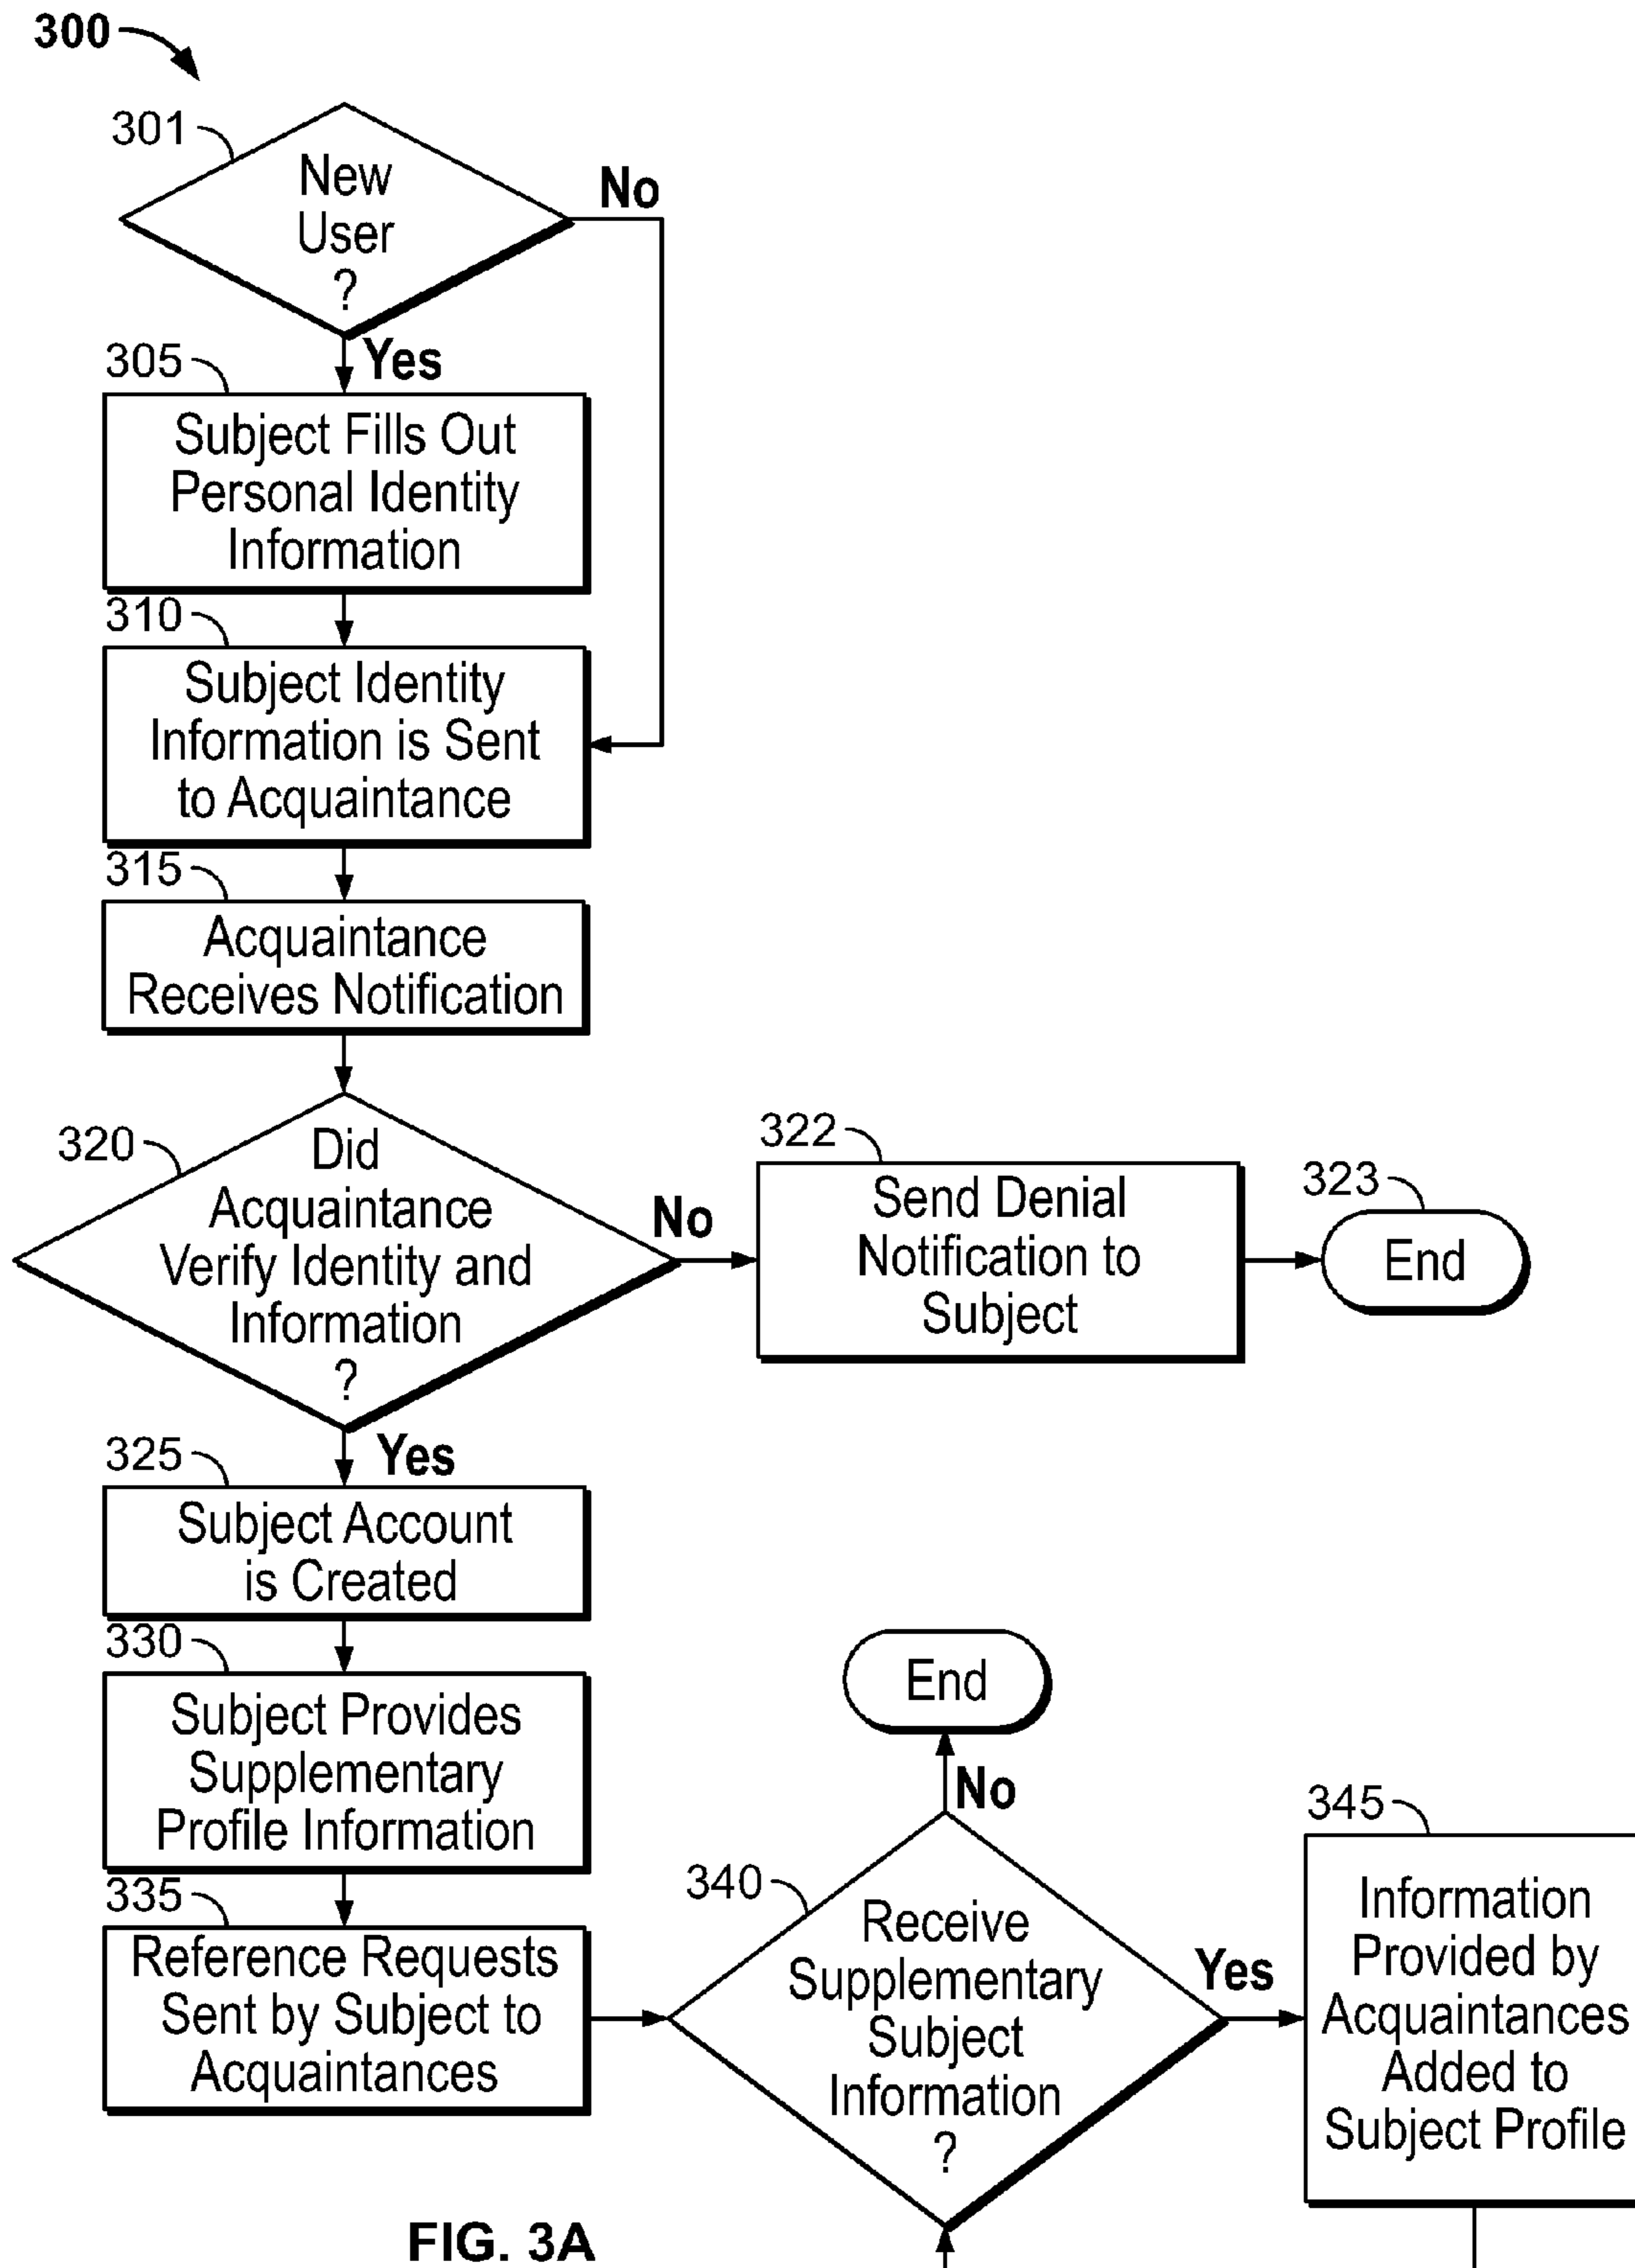 300
301
New
User
?
No
Yes
305
Subject Fills Out
Personal Identity
Information
310
Subject Identity
Information is Sent
to Acquaintance
315
Acquaintance
Receives Notification
320
Did
Acquaintance
Verify Identity and
Information
?
No
322
Send Denial
Notification to
Subject
323
End
Yes
325
Subject Account
is Created
330
Subject Provides
Supplementary
Profile Information
335
Reference Requests
Sent by Subject to
Acquaintances
End
No
340
Receive
Supplementary
Subject
Information
?
Yes
345
Information
Provided by
Acquaintances
Added to
Subject Profile
FIG. 3A